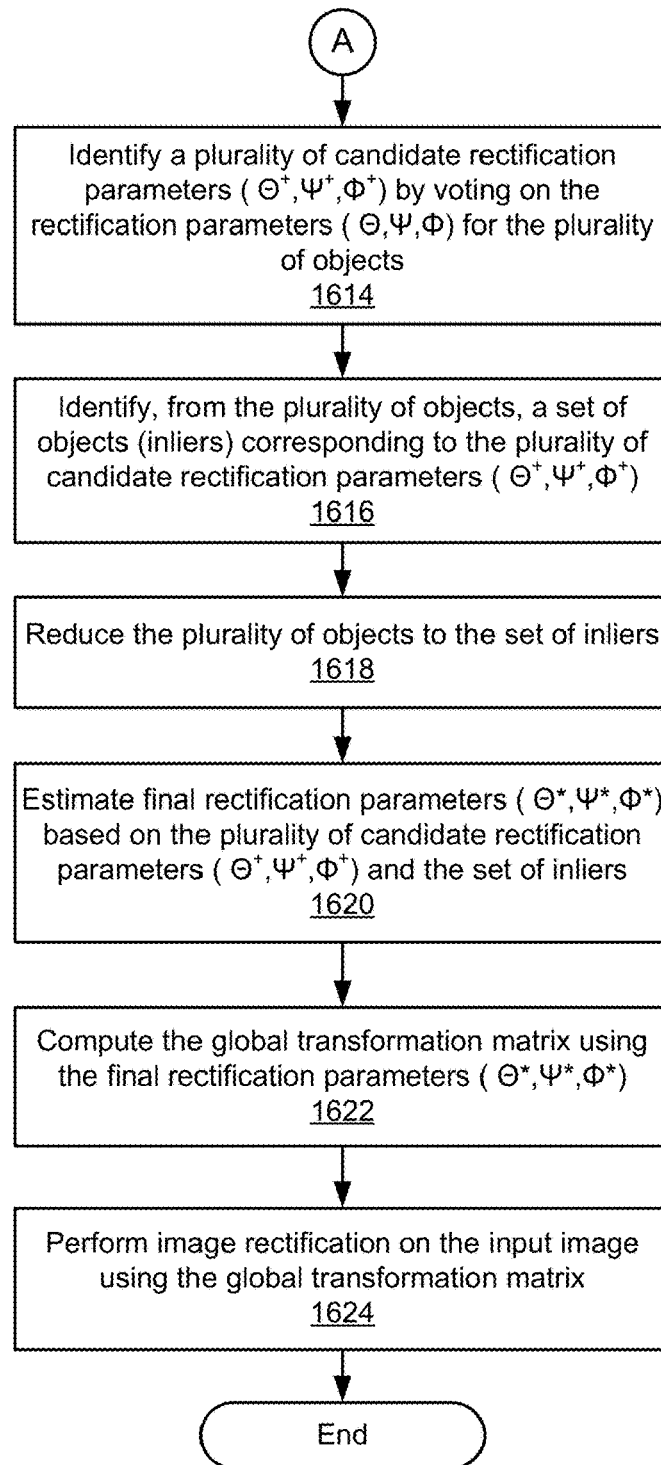 A
Identify a plurality of candidate rectification
parameters ( Θ⁺,Ψ⁺,Φ⁺) by voting on the
rectification parameters ( Θ,Ψ,Φ) for the plurality
of objects
1614
Identify, from the plurality of objects, a set of
objects (inliers) corresponding to the plurality of
candidate rectification parameters ( Θ⁺,Ψ⁺,Φ⁺)
1616
Reduce the plurality of objects to the set of inliers
1618
Estimate final rectification parameters ( Θ*,Ψ*,Φ*)
based on the plurality of candidate rectification
parameters ( Θ⁺,Ψ⁺,Φ⁺) and the set of inliers
1620
Compute the global transformation matrix using
the final rectification parameters ( Θ*,Ψ*,Φ*)
1622
Perform image rectification on the input image
using the global transformation matrix
1624
End